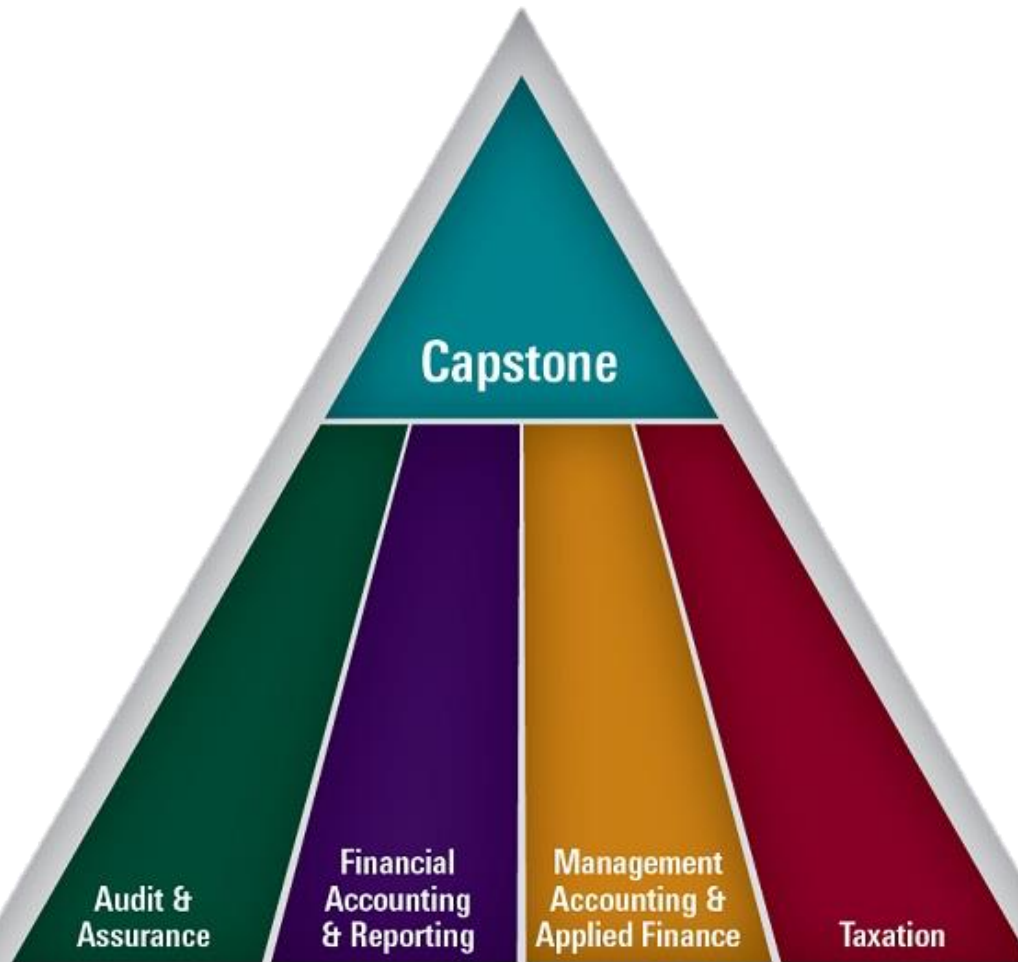 Capstone
Audit &
Assurance
Financial
Accounting
& Reporting
Management
Accounting &
Applied Finance
Taxation